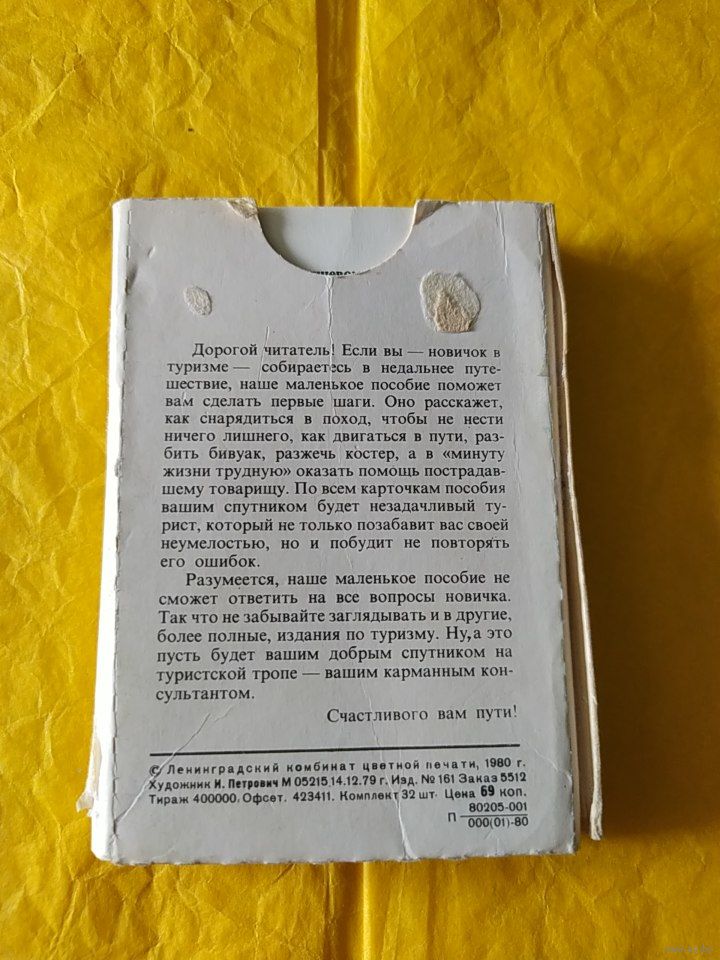 Дорогой читатель! Если вы — новичок в
туризме — собираетесь в недальнее путе-
шествие, наше маленькое пособие поможет
вам сделать первые шаги. Оно расскажет,
как снарядиться в поход, чтобы не нести
ничего лишнего, как двигаться в пути, раз-
бить бивуак, разжечь костер, а в «минуту
жизни трудную» оказать помощь пострадав-
шему товарищу. По всем карточкам пособия
вашим спутником будет незадачливый ту-
рист, который не только позабавит вас своей
неумелостью, но и побудит не повторять
его ошибок.
Разумеется, наше маленькое пособие не
сможет ответить на все вопросы новичка.
Так что не забывайте заглядывать и в другие,
более полные, издания по туризму. Ну, а это
пусть будет вашим добрым спутником на
туристской тропе — вашим карманным кон-
сультантом.
Счастливого вам пути!
© Ленинградский комбинат цветной печати, 1980 г.
Художник И. Петрович М 05215,14.12.79 г. Изд. № 161 Заказ 5512
Тираж 400000. Офсет. 423411. Комплект 32 шт. Цена 69 коп.
80205-001
П
000(01)-80